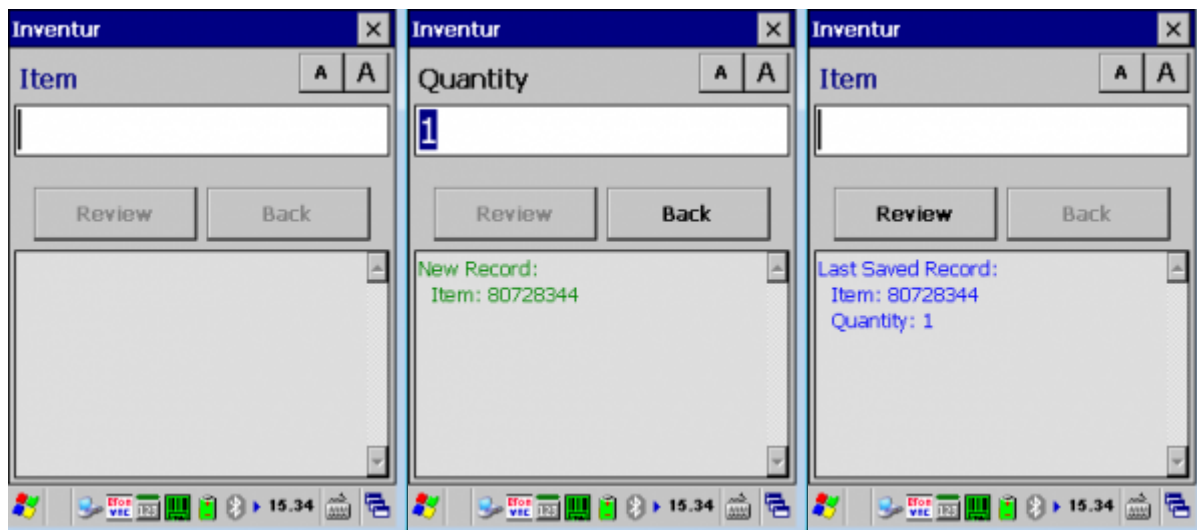 Inventur
Item
A A
Review Back
15.34
Inventur
Quantity
A A
1
Review Back
New Record:
Item: 80728344
123
15.34
Inventur
Item
A A
Review Back
Last Saved Record:
Item: 80728344
Quantity: 1
15.34